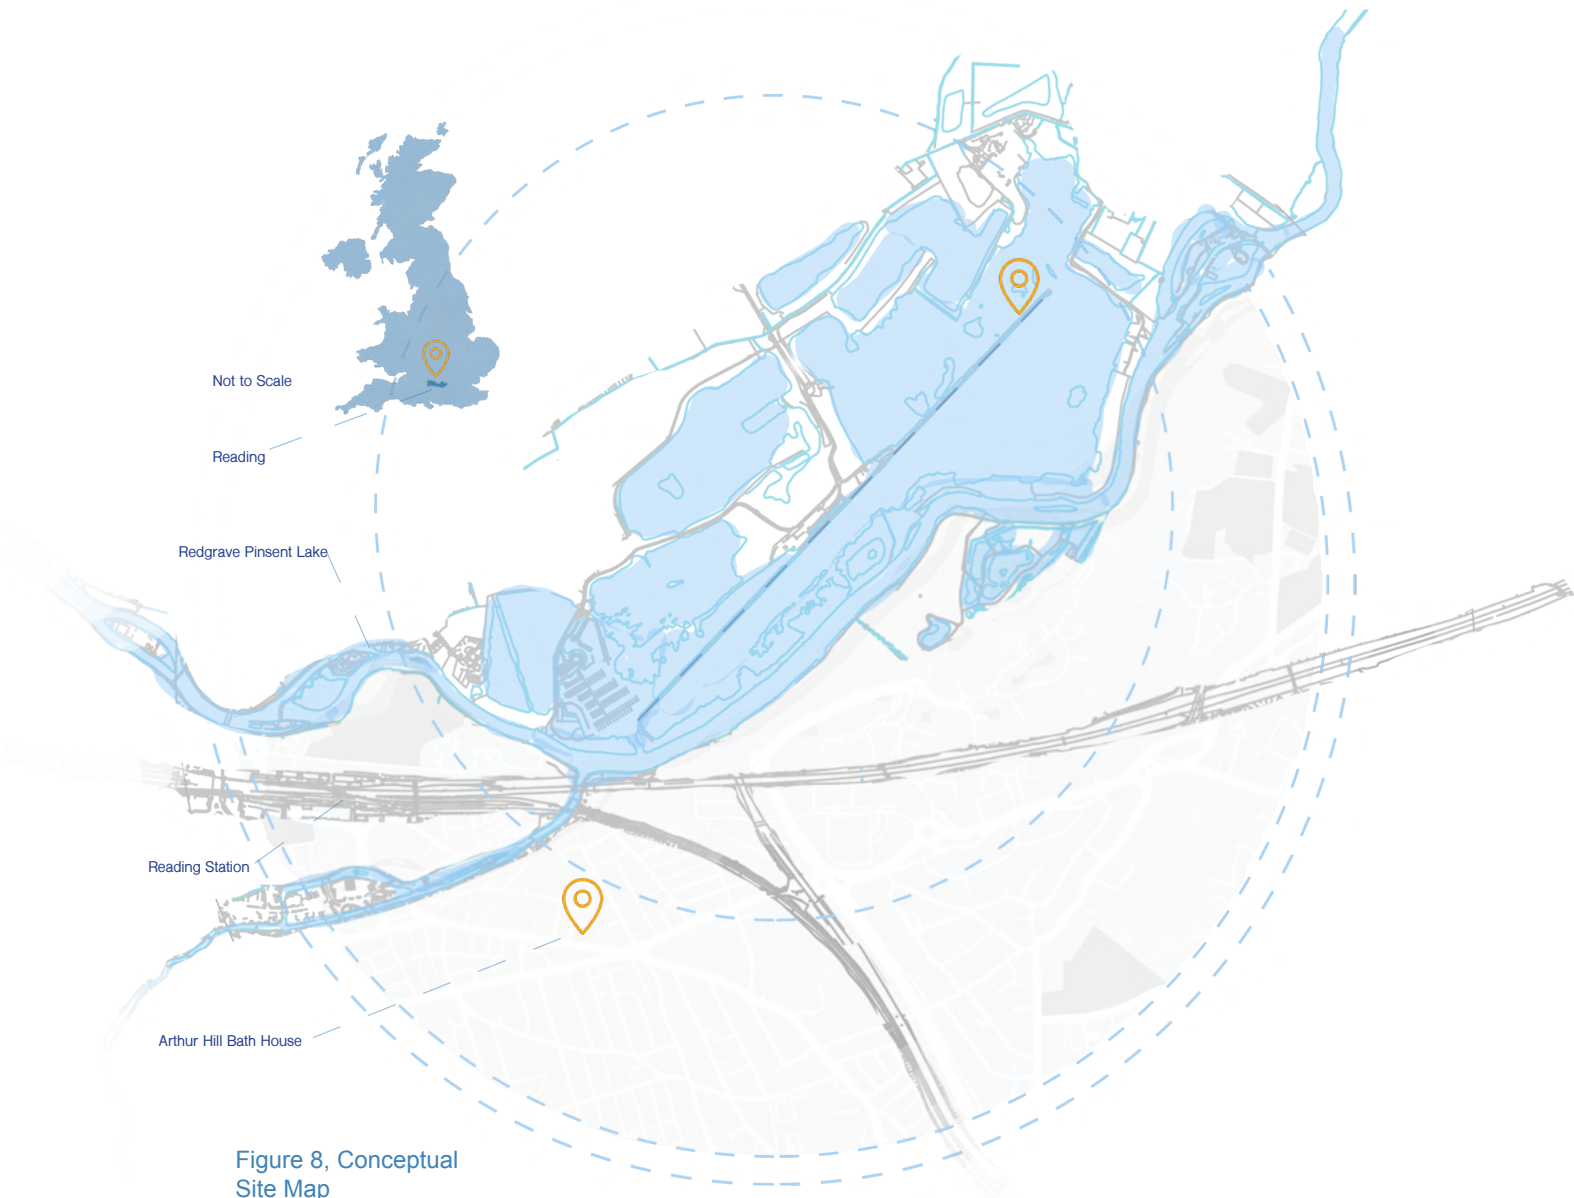 Not to Scale
Reading
Redgrave Pinsent Lake
Reading Station
Arthur Hill Bath House
Figure 8, Conceptual
Site Map